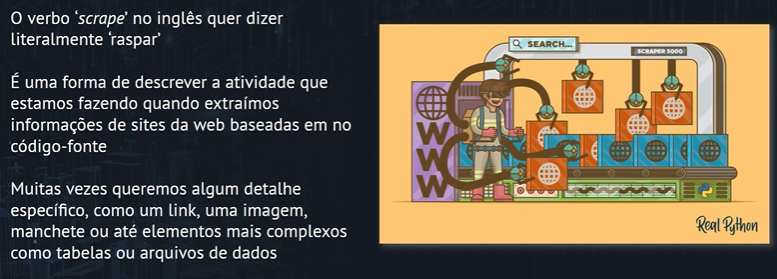 O verbo ‘scrape’ no inglês quer dizer
literalmente ‘raspar’
É uma forma de descrever a atividade que
estamos fazendo quando extraímos
informações de sites da web baseadas em no
código-fonte
Muitas vezes queremos algum detalhe
específico, como um link, uma imagem,
manchete ou até elementos mais complexos
como tabelas ou arquivos de dados
SEARCH...
SCRAPER 5000
W
W
W
Real Python